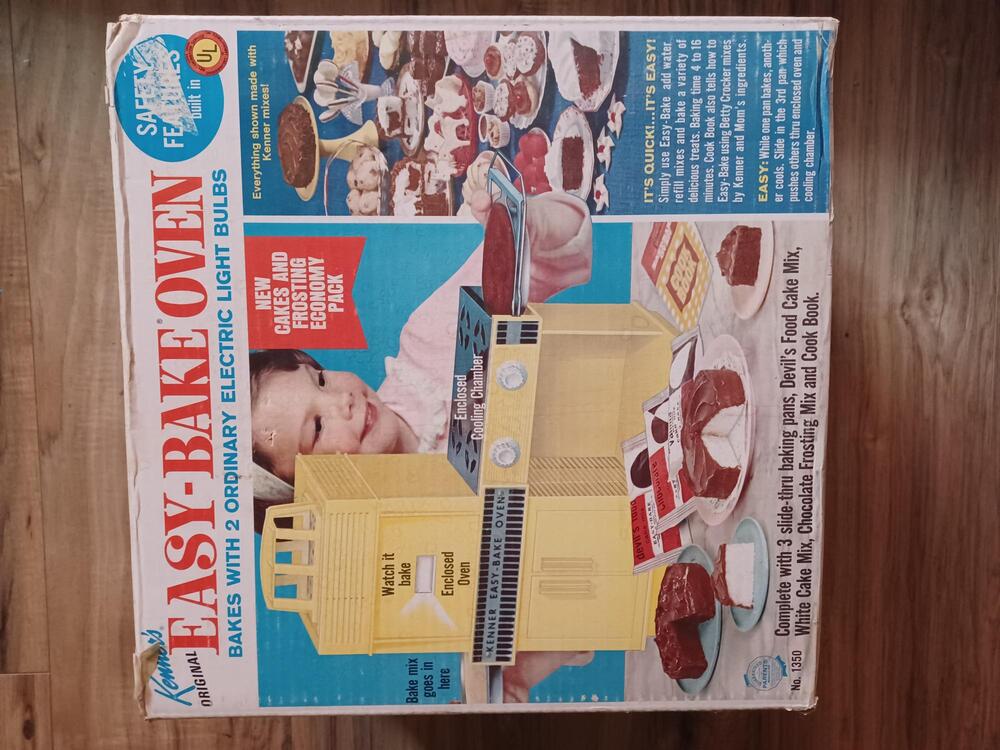 Kenner's
ORIGINAL
EASY-BAKE® OVEN
BAKES WITH 2 ORDINARY ELECTRIC LIGHT BULBS
SAFETY
FEATURES
built in
UL
NEW
CAKES AND
FROSTING
ECONOMY
PACK
Everything shown made with
Kenner mixes!
Watch it
bake
Bake mix
goes in
here
Enclosed
Oven
Enclosed
Cooling Chamber
KENNER EASY-BAKE OVEN
devil's food
EASY-BAKE
chocolate
IT'S QUICK!...IT'S EASY!
Simply use Easy-Bake add water
refill mixes and bake a variety of
delicious treats. Baking time 4 to 16
minutes. Cook Book also tells how to
Easy-Bake using Betty Crocker mixes
by Kenner and Mom's ingredients.
EASY: While one pan bakes, anoth-
er cools. Slide in the 3rd pan which
pushes others thru enclosed oven and
cooling chamber.
PARENTS'
No. 1350
Complete with 3 slide-thru baking pans, Devil's Food Cake Mix,
White Cake Mix, Chocolate Frosting Mix and Cook Book.